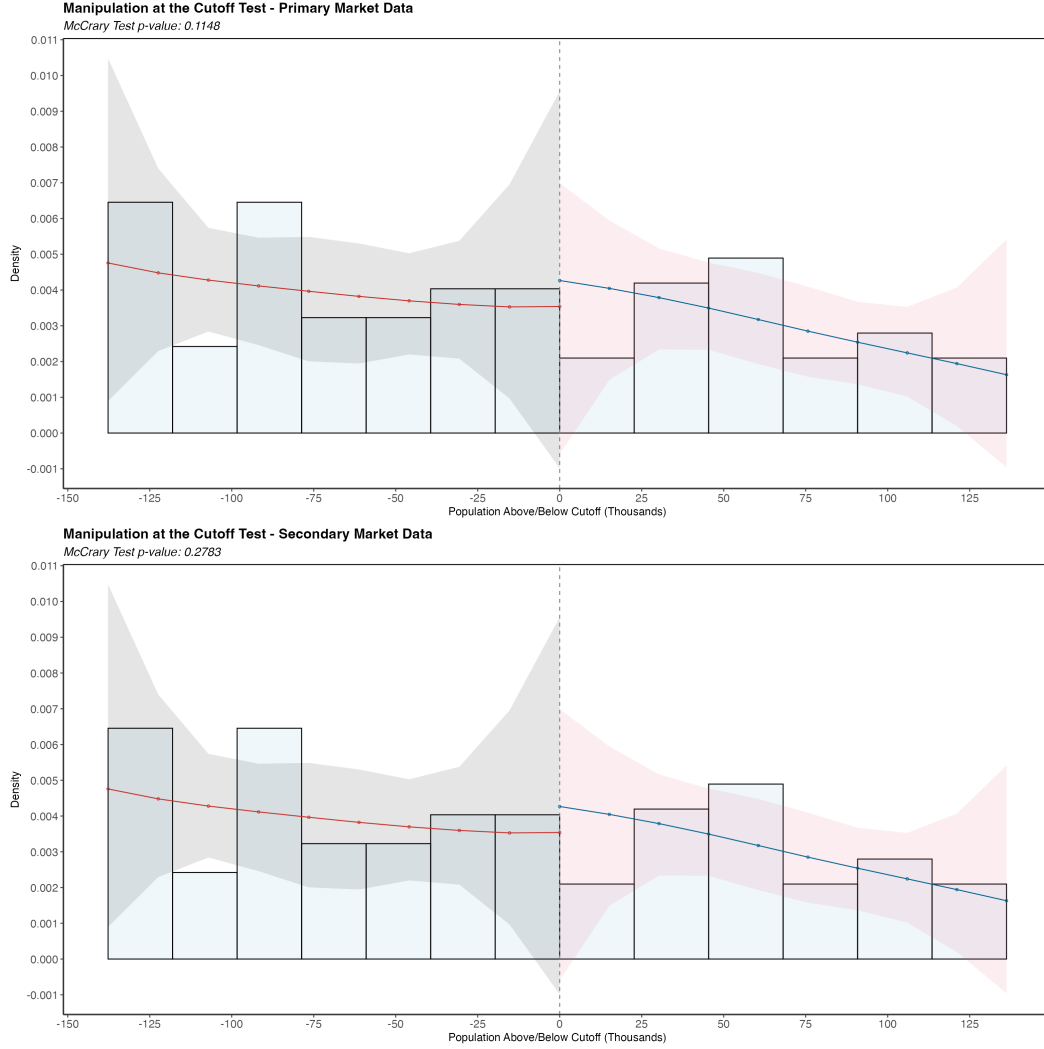 Manipulation at the Cutoff Test - Primary Market Data
McCrary Test p-value: 0.1148
0.011
0.010
0.009
0.008
0.007
0.006
0.005
0.004
0.003
0.002
0.001
0.000
-0.001
Density
-150 -125 -100 -75 -50 -25 0 25 50 75 100 125
Population Above/Below Cutoff (Thousands)
Manipulation at the Cutoff Test - Secondary Market Data
McCrary Test p-value: 0.2783
0.011
0.010
0.009
0.008
0.007
0.006
0.005
0.004
0.003
0.002
0.001
0.000
-0.001
Density
-150 -125 -100 -75 -50 -25 0 25 50 75 100 125
Population Above/Below Cutoff (Thousands)